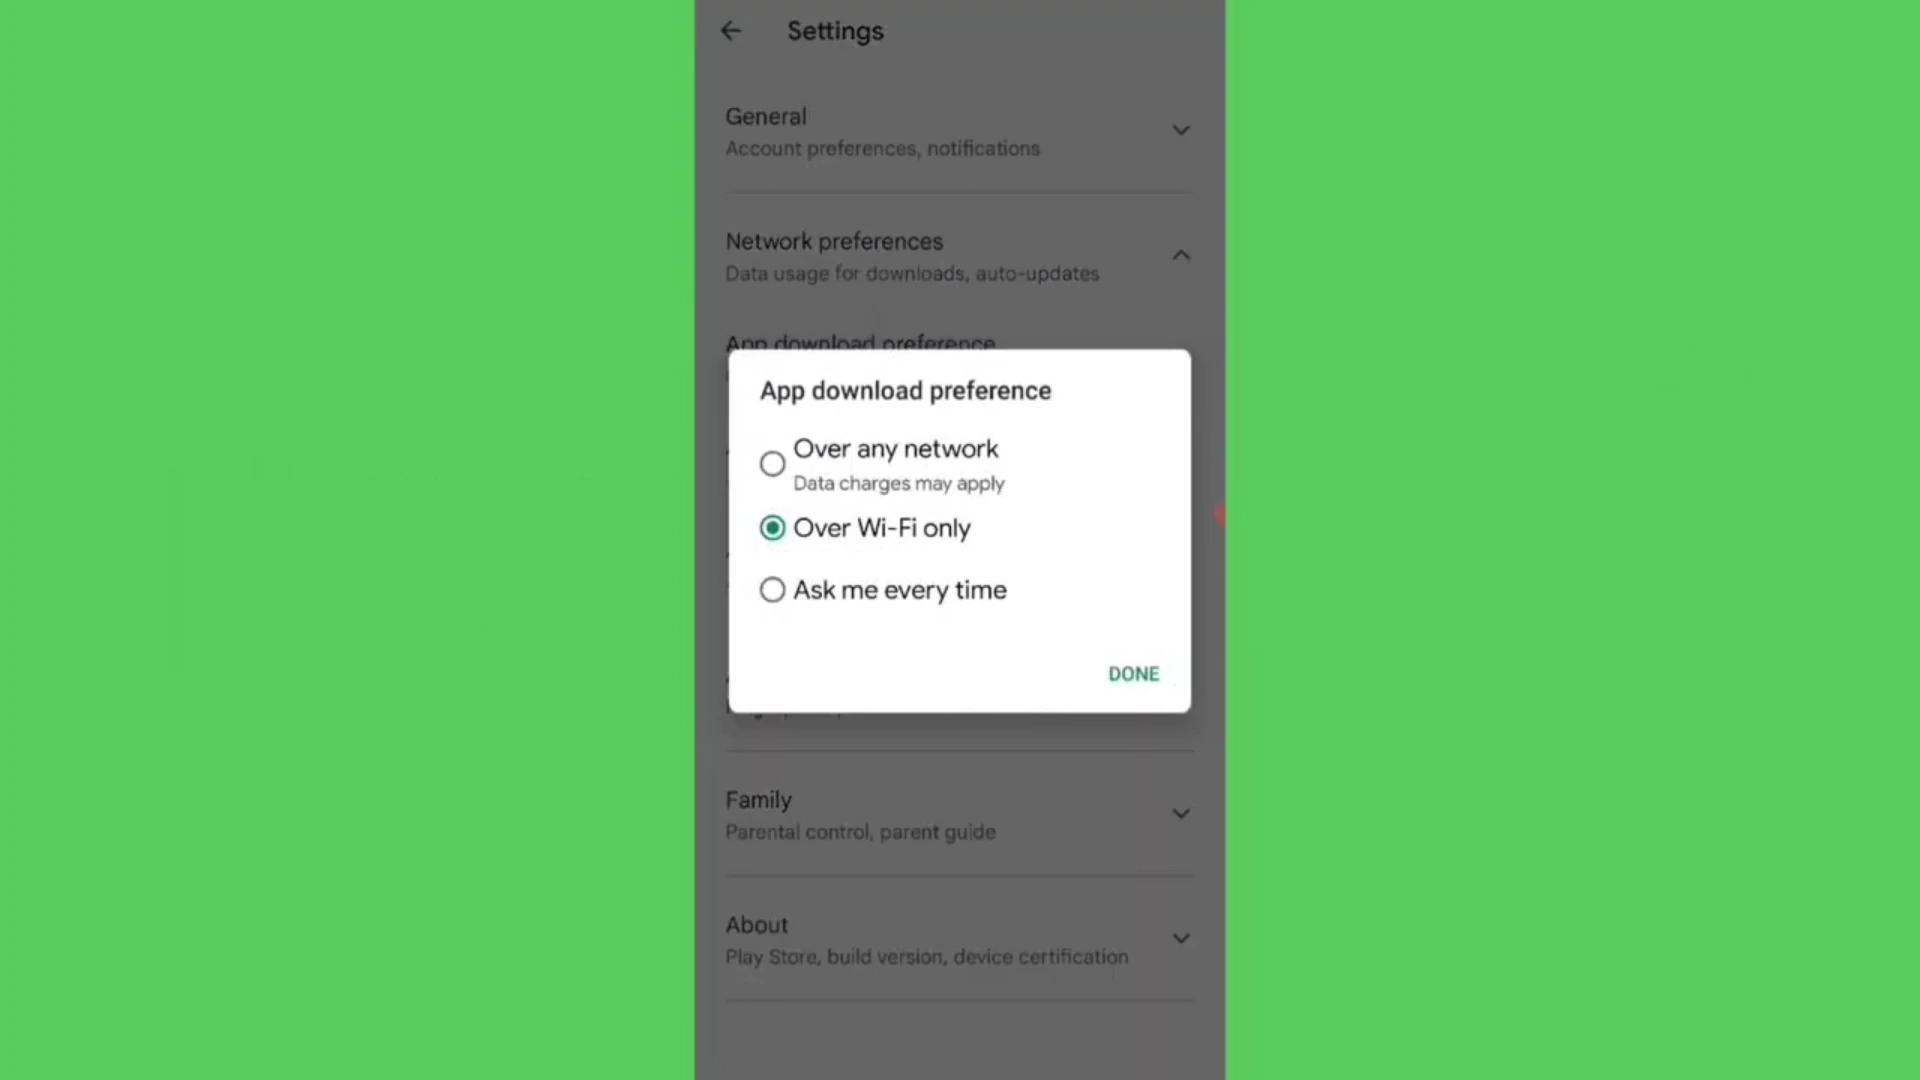 Settings
General
Account preferences, notifications
Network preferences
Data usage for downloads, auto-updates
App download preference
App download preference
Over any network
Data charges may apply
Over Wi-Fi only
Ask me every time
DONE
Family
Parental control, parent guide
About
Play Store, build version, device certification